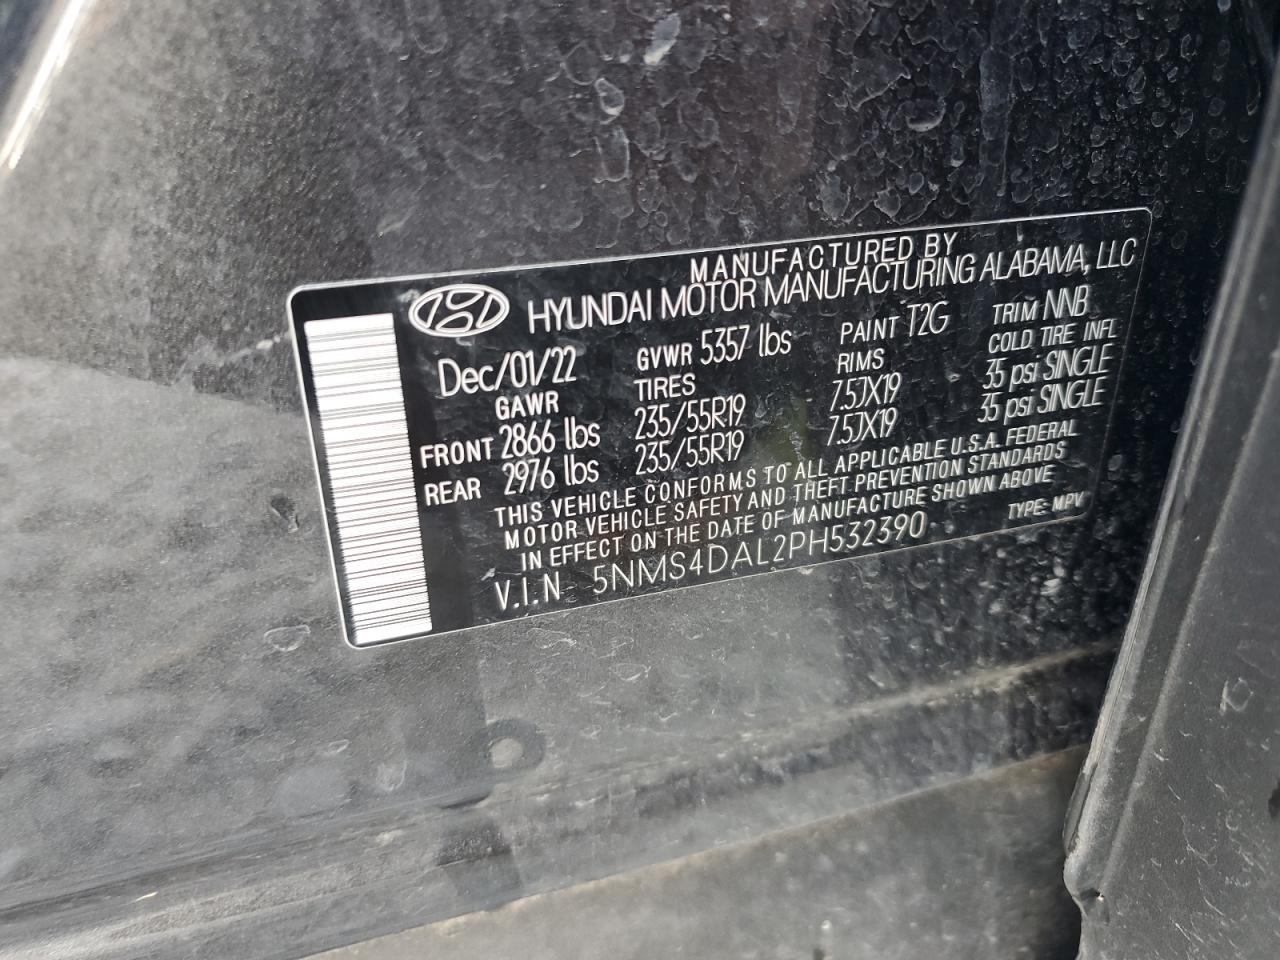 MANUFACTURED BY
HYUNDAI MOTOR MANUFACTURING ALABAMA, LLC
Dec/01/22 GVWR 5357 lbs PAINT T2G TRIM NNB
GAWR TIRES RIMS COLD TIRE INFL
FRONT 2866 lbs 235/55R19 7.5JX19 35 psi SINGLE
REAR 2976 lbs 235/55R19 7.5JX19 35 psi SINGLE
THIS VEHICLE CONFORMS TO ALL APPLICABLE U.S.A. FEDERAL
MOTOR VEHICLE SAFETY AND THEFT PREVENTION STANDARDS
IN EFFECT ON THE DATE OF MANUFACTURE SHOWN ABOVE
V.I.N 5NMS4DAL2PH532390 TYPE: MPV